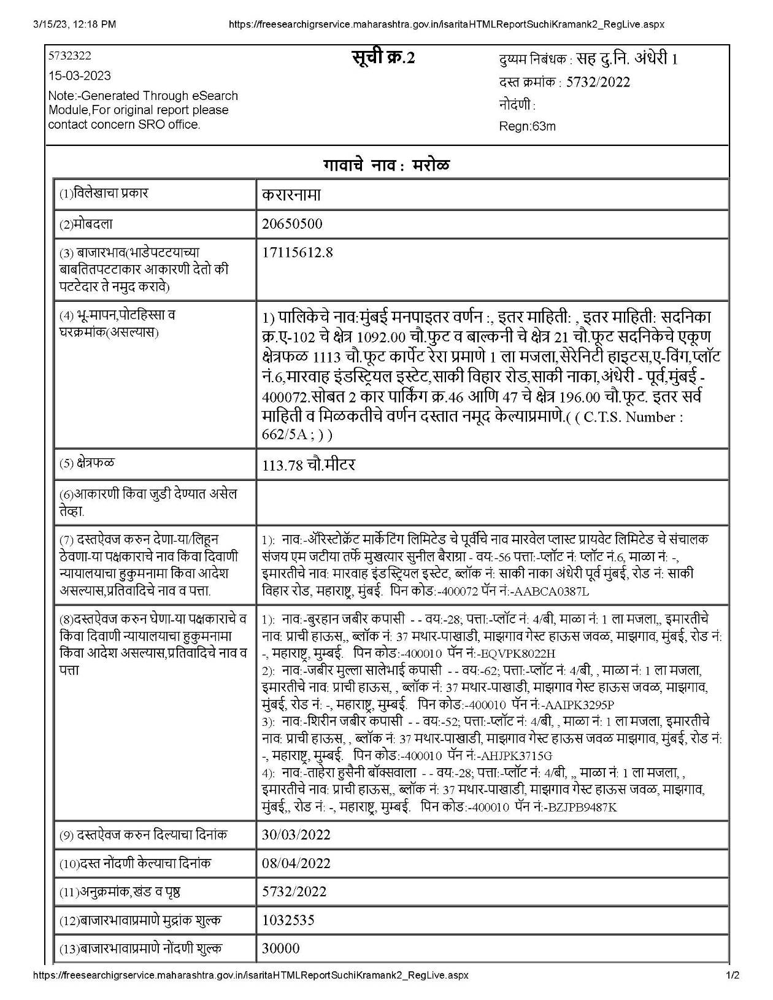 3/15/23, 12:18 PM https://freesearchigrservice.maharashtra.gov.in/isaritaHTMLReportSuchiKramank2_RegLive.aspx
5732322
15-03-2023
Note:-Generated Through eSearch
Module,For original report please
contact concern SRO office.
सूची क्र.2
दुय्यम निबंधक : सह दु.नि. अंधेरी 1
दस्त क्रमांक : 5732/2022
नोदंणी :
Regn:63m
गावाचे नाव : मरोळ
(1)विलेखाचा प्रकार
करारनामा
(2)मोबदला
20650500
(3) बाजारभाव(भाडेपटटयाच्या
बाबतितपटटाकार आकारणी देतो की
पटटेदार ते नमुद करावे)
17115612.8
(4) भू-मापन,पोटहिस्सा व
घरक्रमांक(असल्यास)
1) पालिकेचे नाव:मुंबई मनपाइतर वर्णन :, इतर माहिती: , इतर माहिती: सदनिका
क्र.ए-102 चे क्षेत्र 1092.00 चौ.फुट व बाल्कनी चे क्षेत्र 21 चौ.फूट सदनिकेचे एकूण
क्षेत्रफळ 1113 चौ.फूट कार्पेट रेरा प्रमाणे 1 ला मजला,सेरेनिटी हाइटस,ए-विंग,प्लॉट
नं.6,मारवाह इंडस्ट्रियल इस्टेट,साकी विहार रोड,साकी नाका,अंधेरी - पूर्व,मुंबई -
400072.सोबत 2 कार पार्किंग क्र.46 आणि 47 चे क्षेत्र 196.00 चौ.फूट. इतर सर्व
माहिती व मिळकतीचे वर्णन दस्तात नमूद केल्याप्रमाणे.( ( C.T.S. Number :
662/5A ; ) )
(5) क्षेत्रफळ
113.78 चौ.मीटर
(6)आकारणी किंवा जुडी देण्यात असेल
तेव्हा.
(7) दस्तऐवज करुन देणा-या/लिहून
ठेवणा-या पक्षकाराचे नाव किंवा दिवाणी
न्यायालयाचा हुकुमनामा किंवा आदेश
असल्यास,प्रतिवादिचे नाव व पत्ता.
1): नाव:-ॲरिस्टोक्रॅट मार्केटिंग लिमिटेड चे पूर्वीचे नाव मारवेल प्लास्ट प्रायवेट लिमिटेड चे संचालक
संजय एम जटीया तर्फे मुखत्यार सुनील बैराग्रा - वय:-56 पत्ता:-प्लॉट नं: प्लॉट नं.6, माळा नं: -,
इमारतीचे नाव: मारवाह इंडस्ट्रियल इस्टेट, ब्लॉक नं: साकी नाका अंधेरी पूर्व मुंबई, रोड नं: साकी
विहार रोड, महाराष्ट्र, मुंबई. पिन कोड:-400072 पॅन नं:-AABCA0387L
(8)दस्तऐवज करुन घेणा-या पक्षकाराचे व
किंवा दिवाणी न्यायालयाचा हुकुमनामा
किंवा आदेश असल्यास,प्रतिवादिचे नाव व
पत्ता
1): नाव:-बुरहान जबीर कपासी - - वय:-28; पत्ता:-प्लॉट नं: 4/बी, माळा नं: 1 ला मजला,, इमारतीचे
नाव: प्राची हाऊस,, ब्लॉक नं: 37 मथार-पाखाडी, माझगाव गेस्ट हाऊस जवळ, माझगाव, मुंबई, रोड नं:
-, महाराष्ट्र, मुम्बई. पिन कोड:-400010 पॅन नं:-EQVPK8022H
2): नाव:-जबीर मुल्ला सालेभाई कपासी - - वय:-62; पत्ता:-प्लॉट नं: 4/बी, , माळा नं: 1 ला मजला,
इमारतीचे नाव: प्राची हाऊस, , ब्लॉक नं: 37 मथार-पाखाडी, माझगाव गेस्ट हाऊस जवळ, माझगाव,
मुंबई, रोड नं: -, महाराष्ट्र, मुम्बई. पिन कोड:-400010 पॅन नं:-AAIPK3295P
3): नाव:-शिरीन जबीर कपासी - - वय:-52; पत्ता:-प्लॉट नं: 4/बी, , माळा नं: 1 ला मजला, इमारतीचे
नाव: प्राची हाऊस, , ब्लॉक नं: 37 मथार-पाखाडी, माझगाव गेस्ट हाऊस जवळ माझगाव, मुंबई, रोड नं:
-, महाराष्ट्र, मुम्बई. पिन कोड:-400010 पॅन नं:-AHJPK3715G
4): नाव:-ताहेरा हुसैनी बॉक्सवाला - - वय:-28; पत्ता:-प्लॉट नं: 4/बी, ,, माळा नं: 1 ला मजला, ,
इमारतीचे नाव: प्राची हाऊस,, ब्लॉक नं: 37 मथार-पाखाडी, माझगाव गेस्ट हाऊस जवळ, माझगाव,
मुंबई,, रोड नं: -, महाराष्ट्र, मुम्बई. पिन कोड:-400010 पॅन नं:-BZJPB9487K
(9) दस्तऐवज करुन दिल्याचा दिनांक
30/03/2022
(10)दस्त नोंदणी केल्याचा दिनांक
08/04/2022
(11)अनुक्रमांक,खंड व पृष्ठ
5732/2022
(12)बाजारभावाप्रमाणे मुद्रांक शुल्क
1032535
(13)बाजारभावाप्रमाणे नोंदणी शुल्क
30000
https://freesearchigrservice.maharashtra.gov.in/isaritaHTMLReportSuchiKramank2_RegLive.aspx 1/2